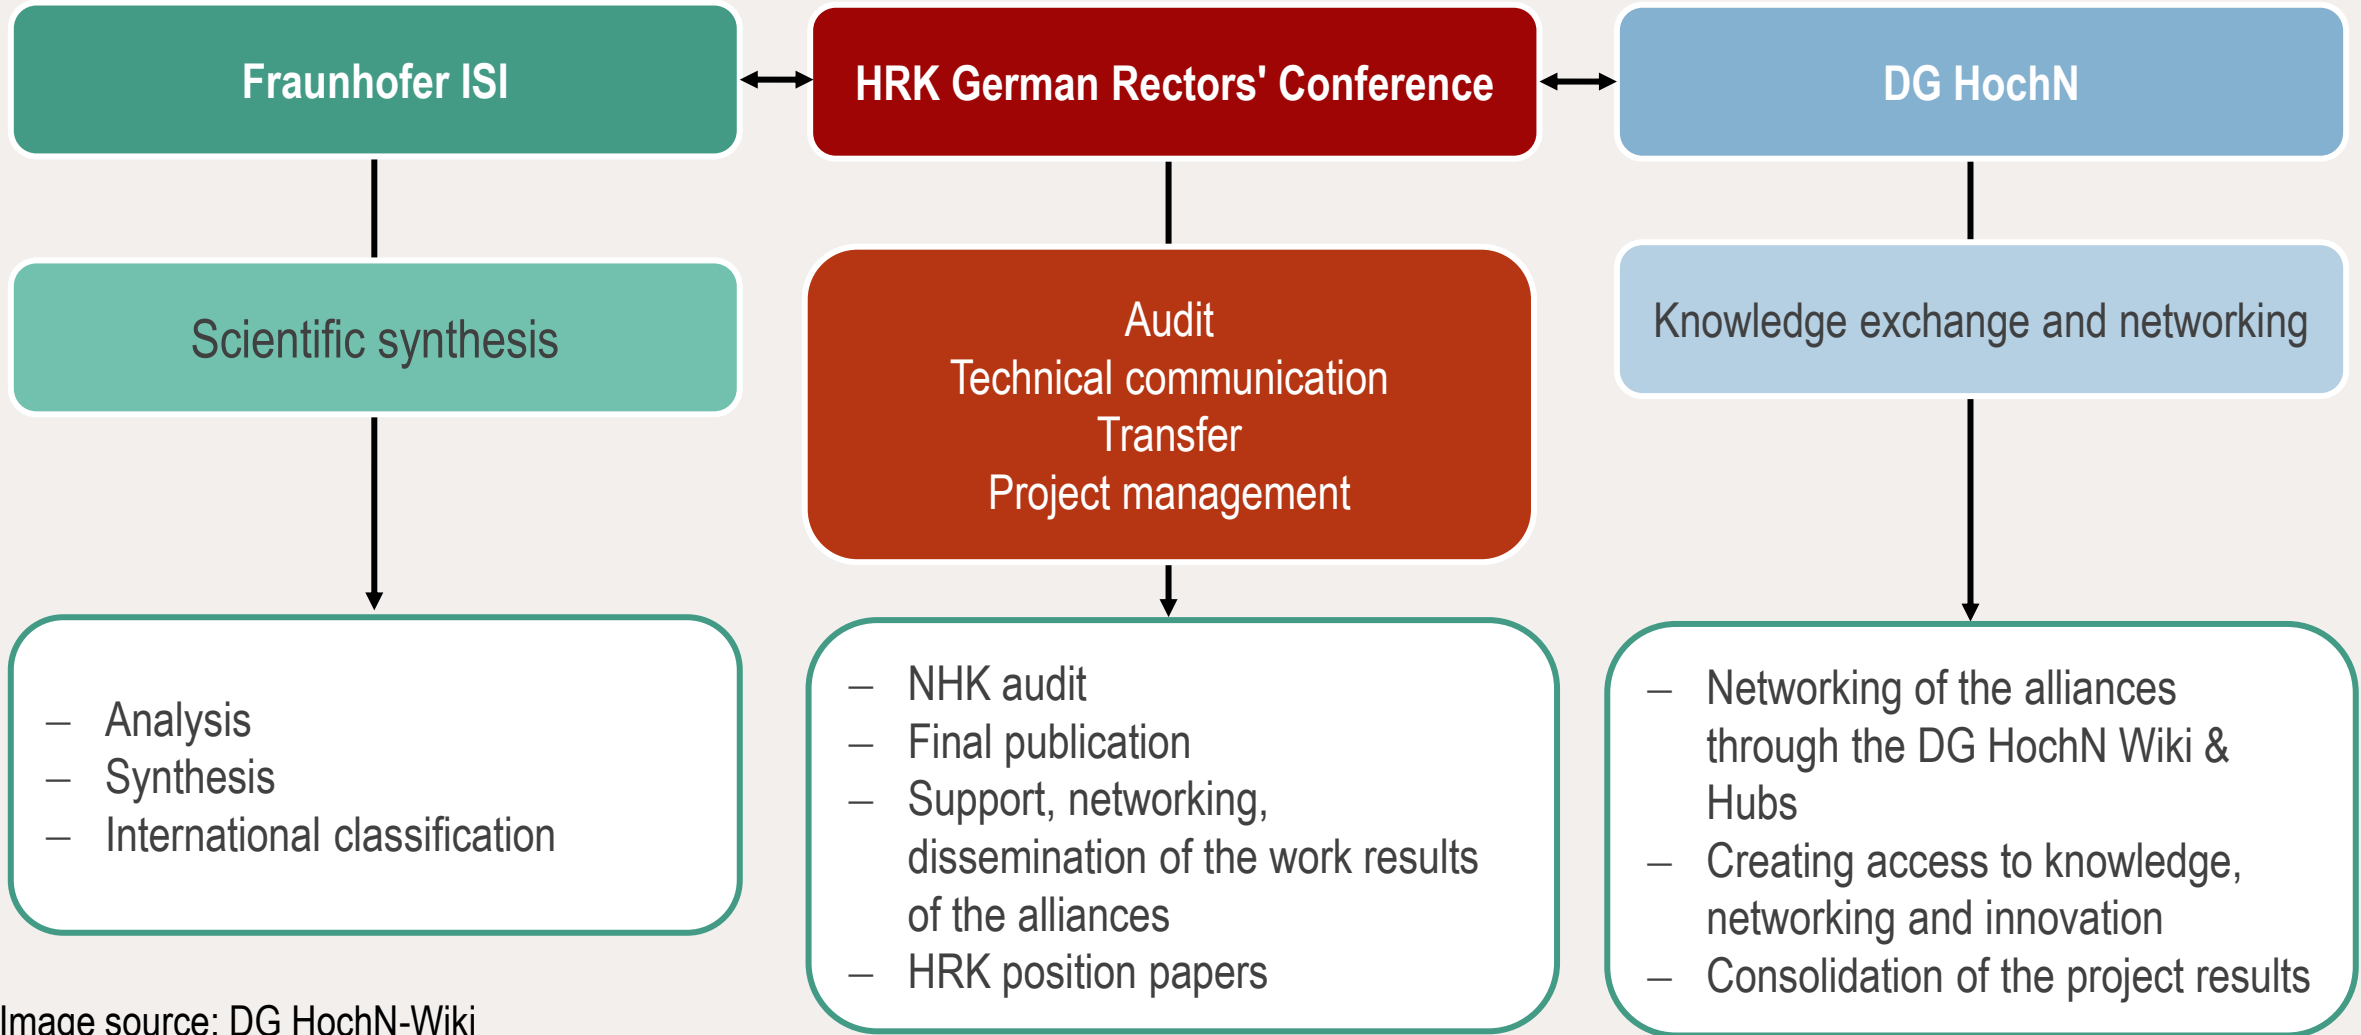 Fraunhofer ISI
HRK German Rectors' Conference
DG HochN
Scientific synthesis
Audit
Technical communication
Transfer
Project management
Knowledge exchange and networking
– Analysis
– Synthesis
– International classification
– NHK audit
– Final publication
– Support, networking,
dissemination of the work results
of the alliances
– HRK position papers
– Networking of the alliances
through the DG HochN Wiki &
Hubs
– Creating access to knowledge,
networking and innovation
– Consolidation of the project results
Image source: DG HochN-Wiki